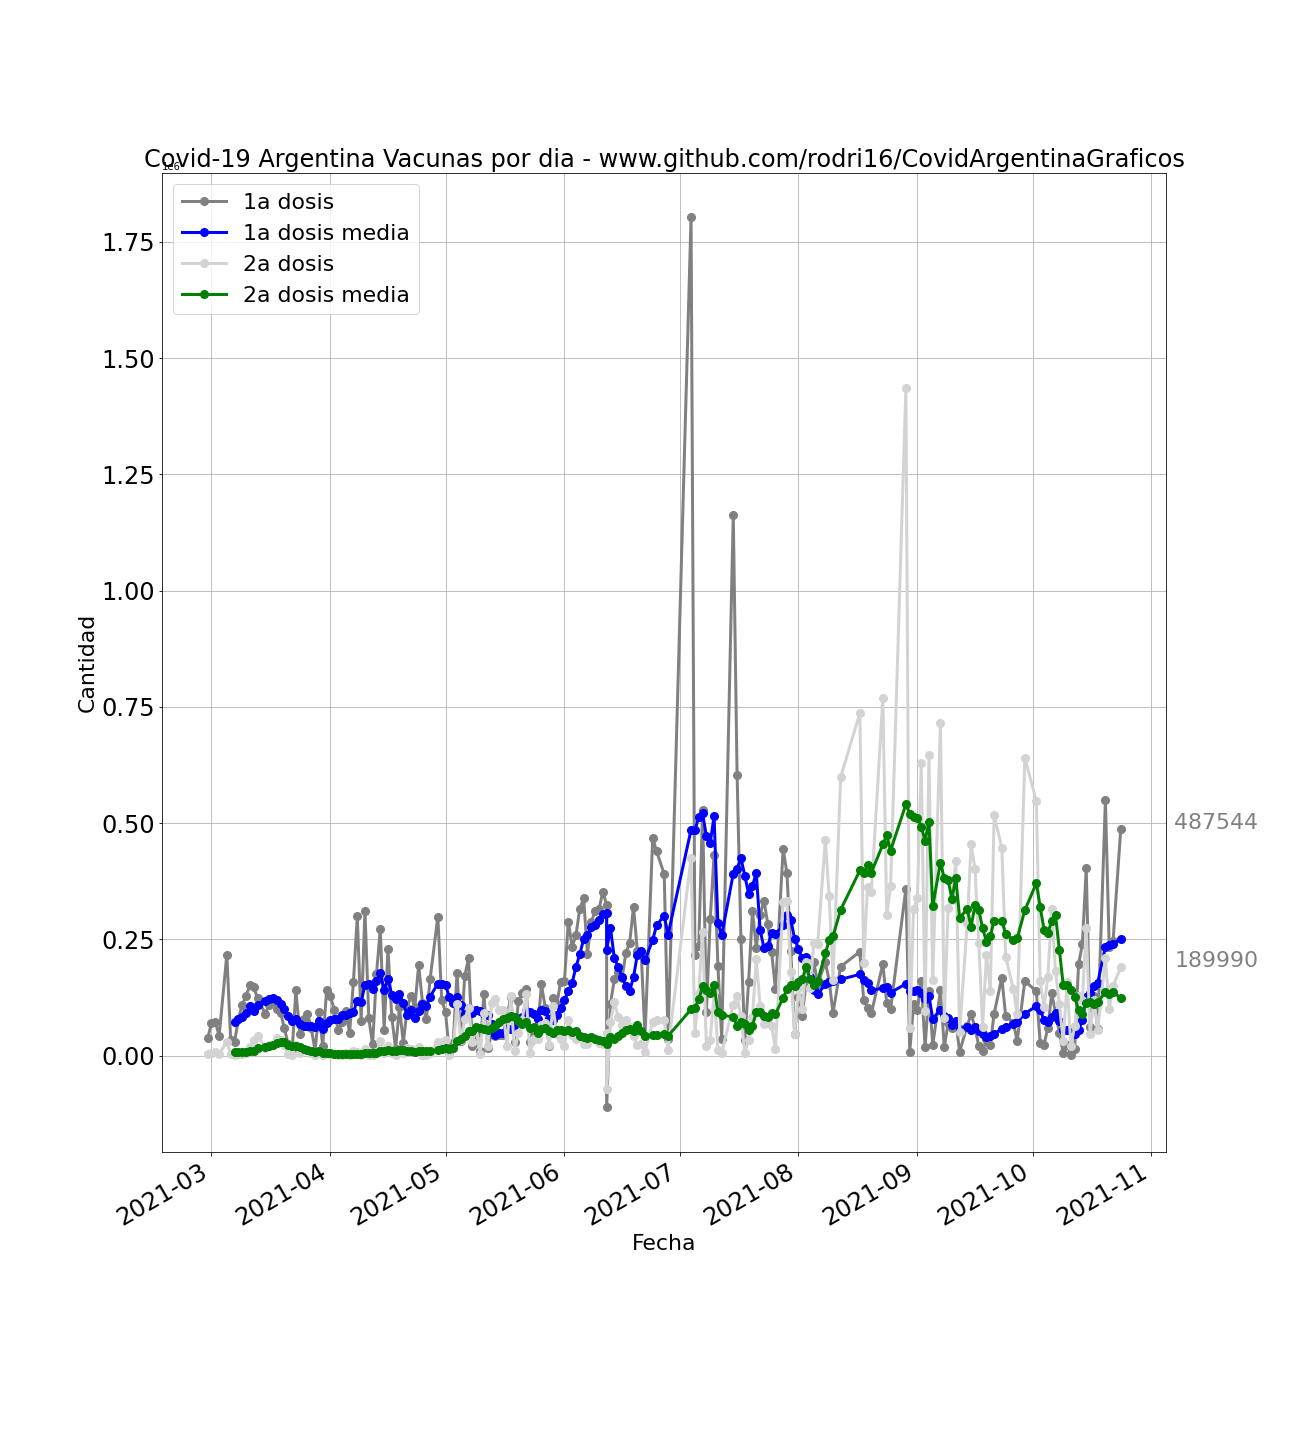 Covid-19 Argentina Vacunas por dia - www.github.com/rodri16/CovidArgentinaGraficos
1e6
1a dosis
1a dosis media
2a dosis
2a dosis media
1.75
1.50
1.25
1.00
0.75
0.50
0.25
0.00
Cantidad
487544
189990
2021-03
2021-04
2021-05
2021-06
2021-07
2021-08
2021-09
2021-10
2021-11
Fecha